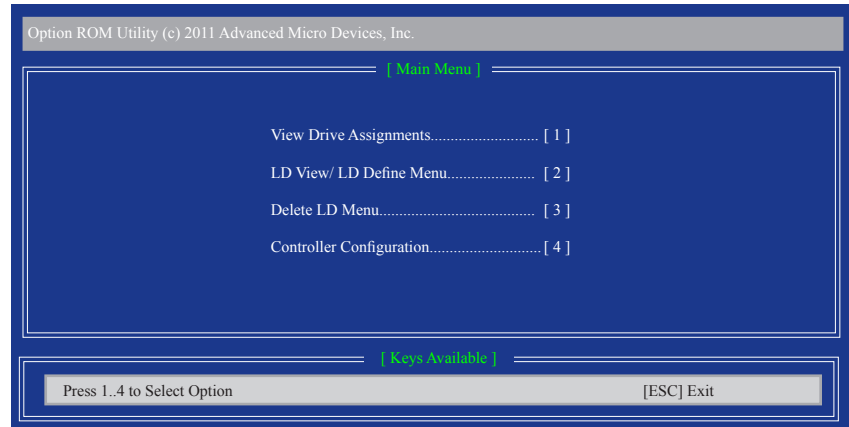 Option ROM Utility (c) 2011 Advanced Micro Devices, Inc.
[ Main Menu ]
View Drive Assignments........................... [ 1 ]
LD View/ LD Define Menu...................... [ 2 ]
Delete LD Menu....................................... [ 3 ]
Controller Configuration............................[ 4 ]
[ Keys Available ]
Press 1..4 to Select Option [ESC] Exit